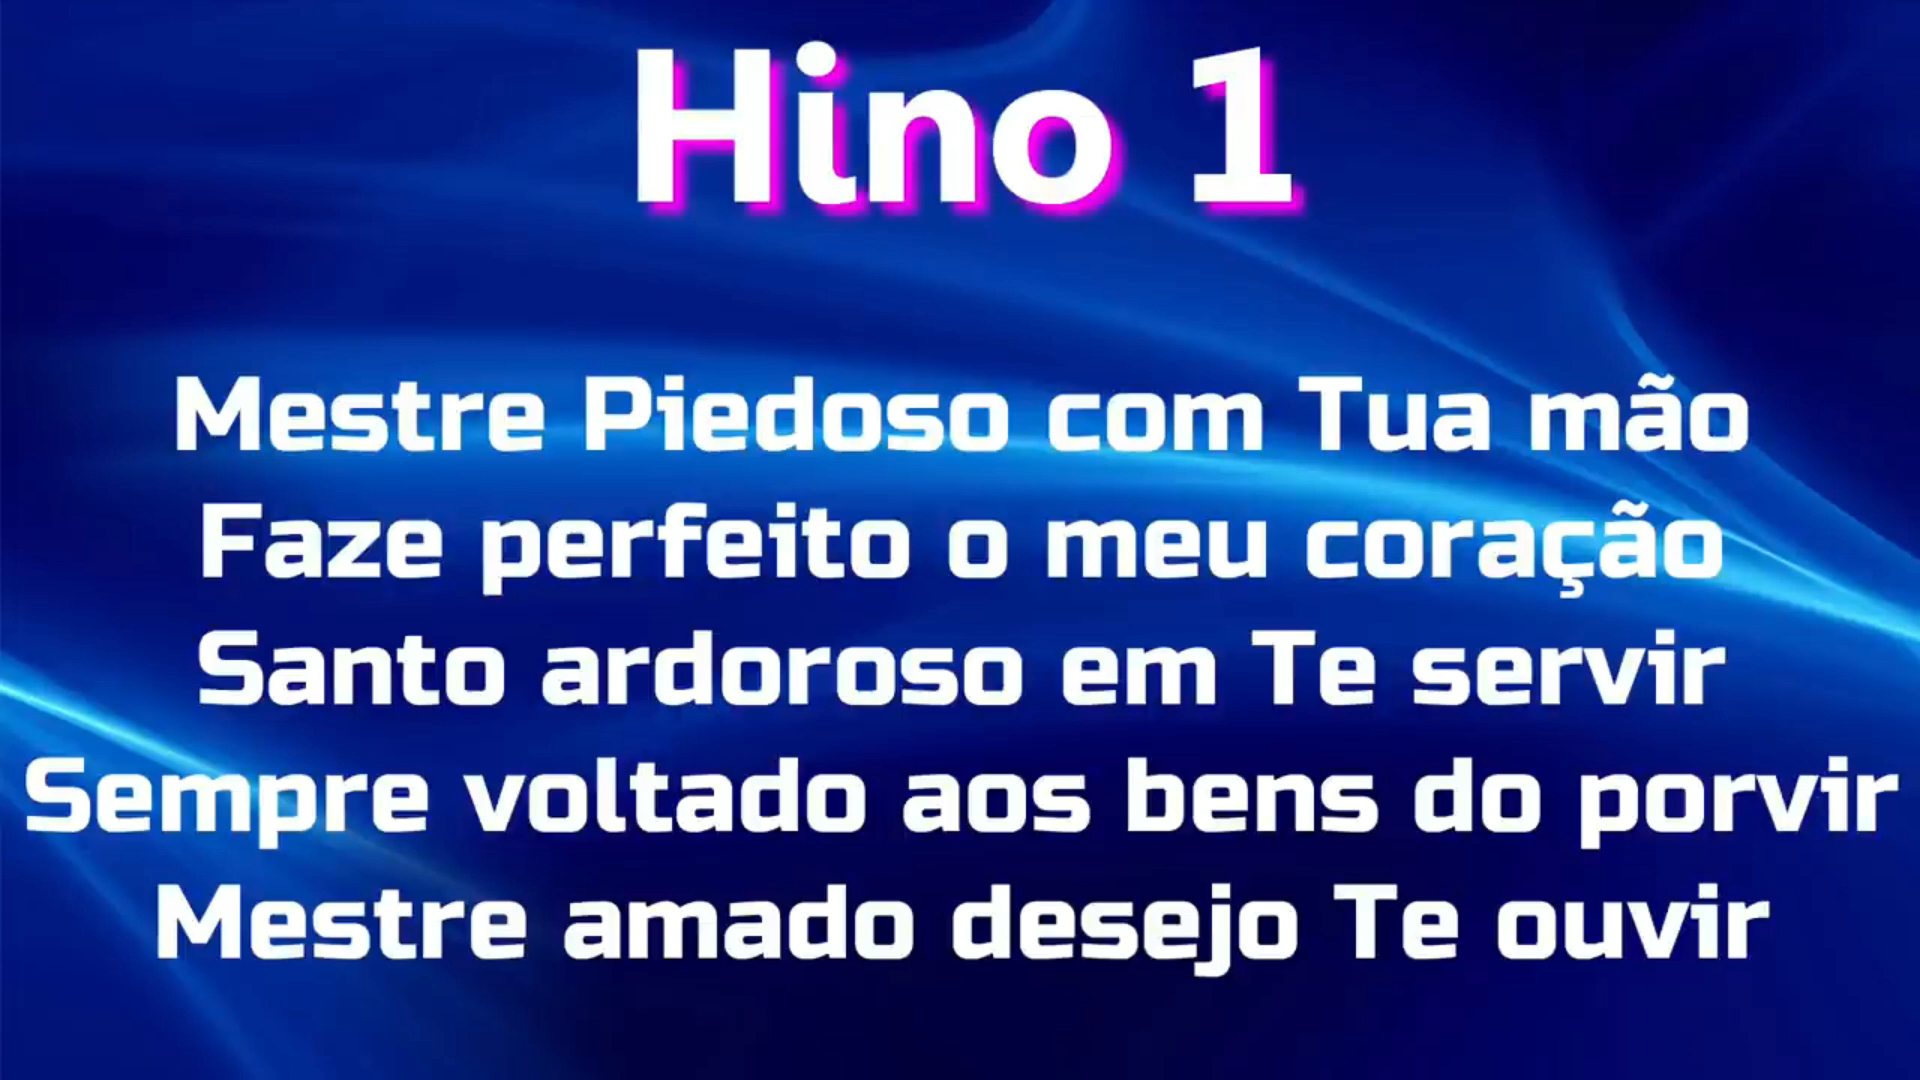 Hino 1
Mestre Piedoso com Tua mão
Faze perfeito o meu coração
Santo ardoroso em Te servir
Sempre voltado aos bens do porvir
Mestre amado desejo Te ouvir